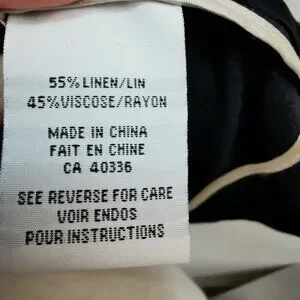 55% LINEN/LIN
45% VISCOSE/RAYON
MADE IN CHINA
FAIT EN CHINE
CA 40336
SEE REVERSE FOR CARE
VOIR ENDOS
POUR INSTRUCTIONS